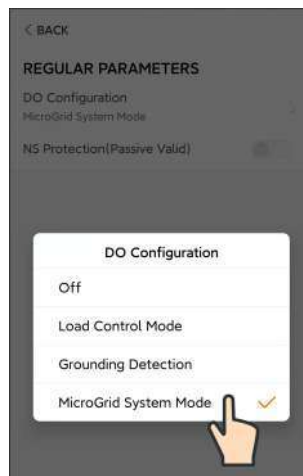 < BACK
REGULAR PARAMETERS
DO Configuration
MicroGrid System Mode
NS Protection(Passive Valid)
DO Configuration
Off
Load Control Mode
Grounding Detection
MicroGrid System Mode